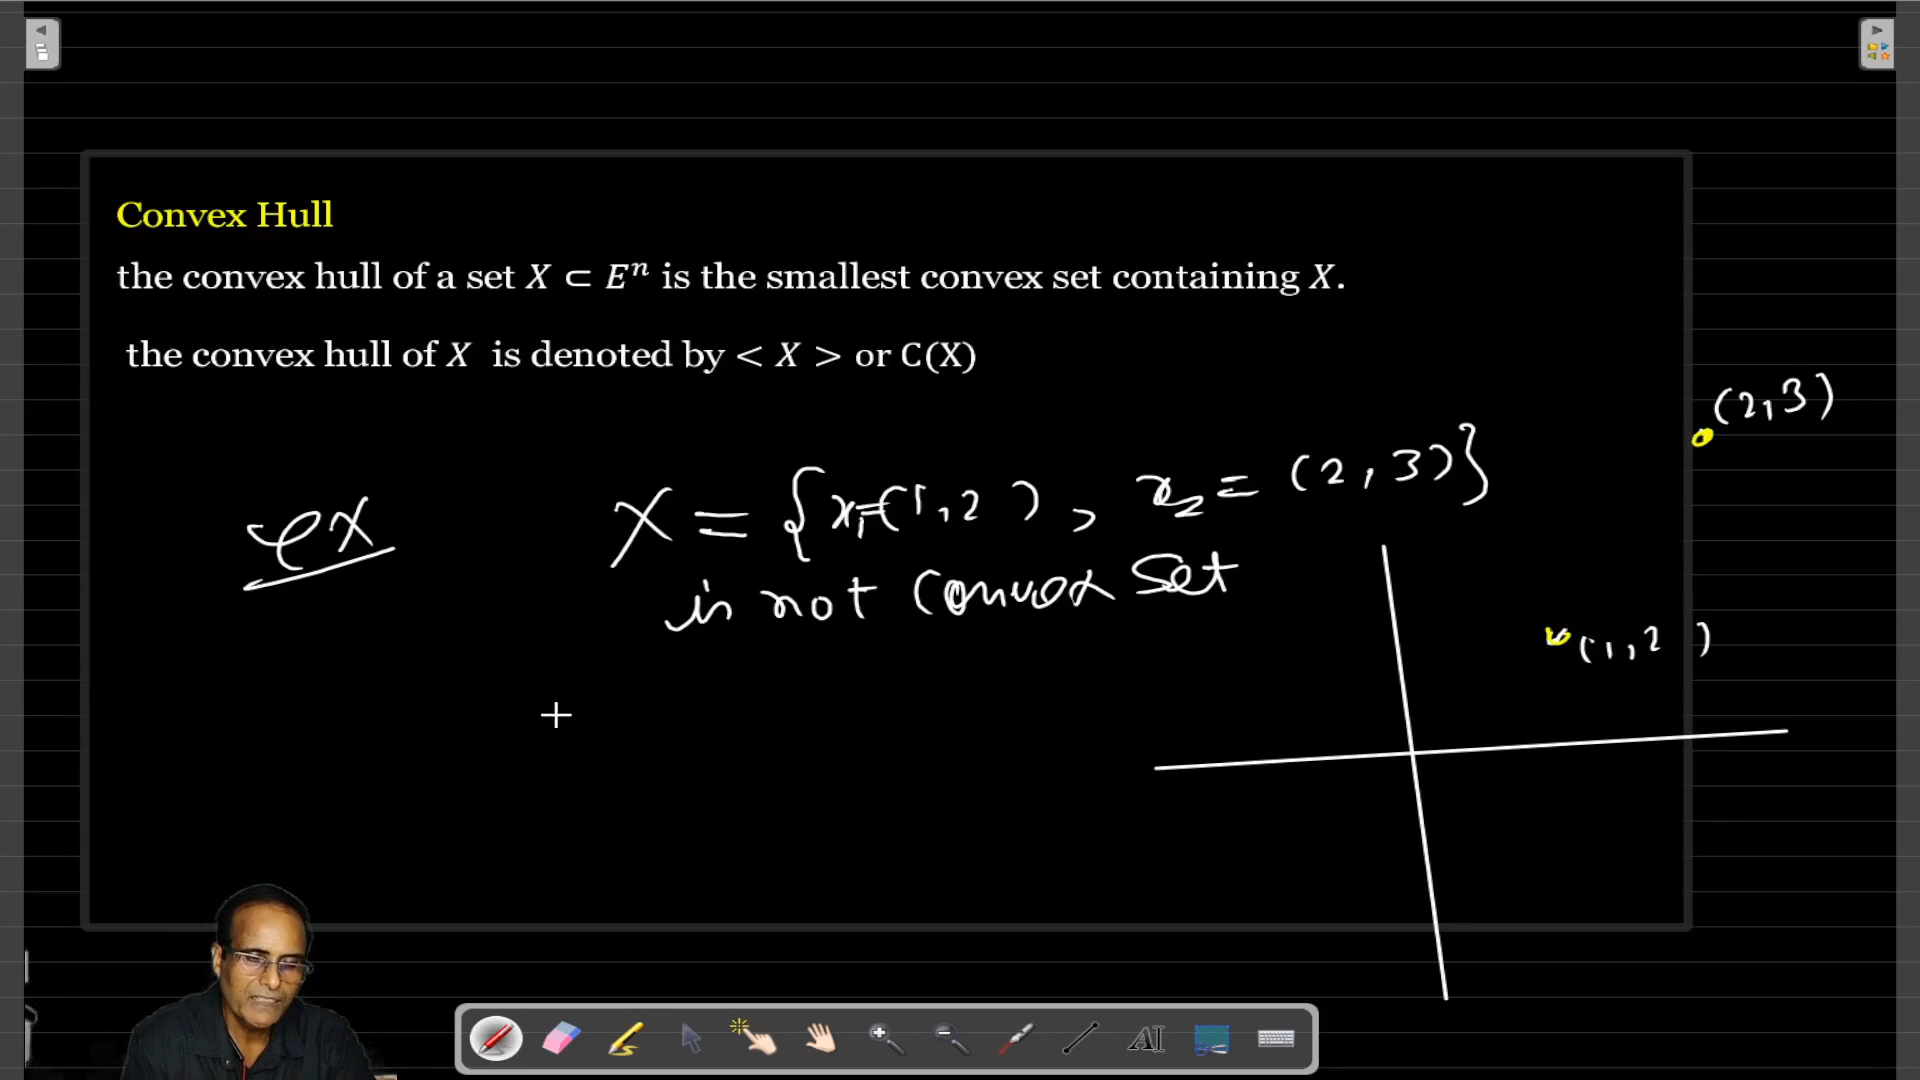 Convex Hull
the convex hull of a set X ⊂ Eⁿ is the smallest convex set containing X.
the convex hull of X is denoted by < X > or C(X)
(2,3)
ex X = {x₁=(1,2), x₂ = (2,3)}
is not convex set
(1,2)
AI